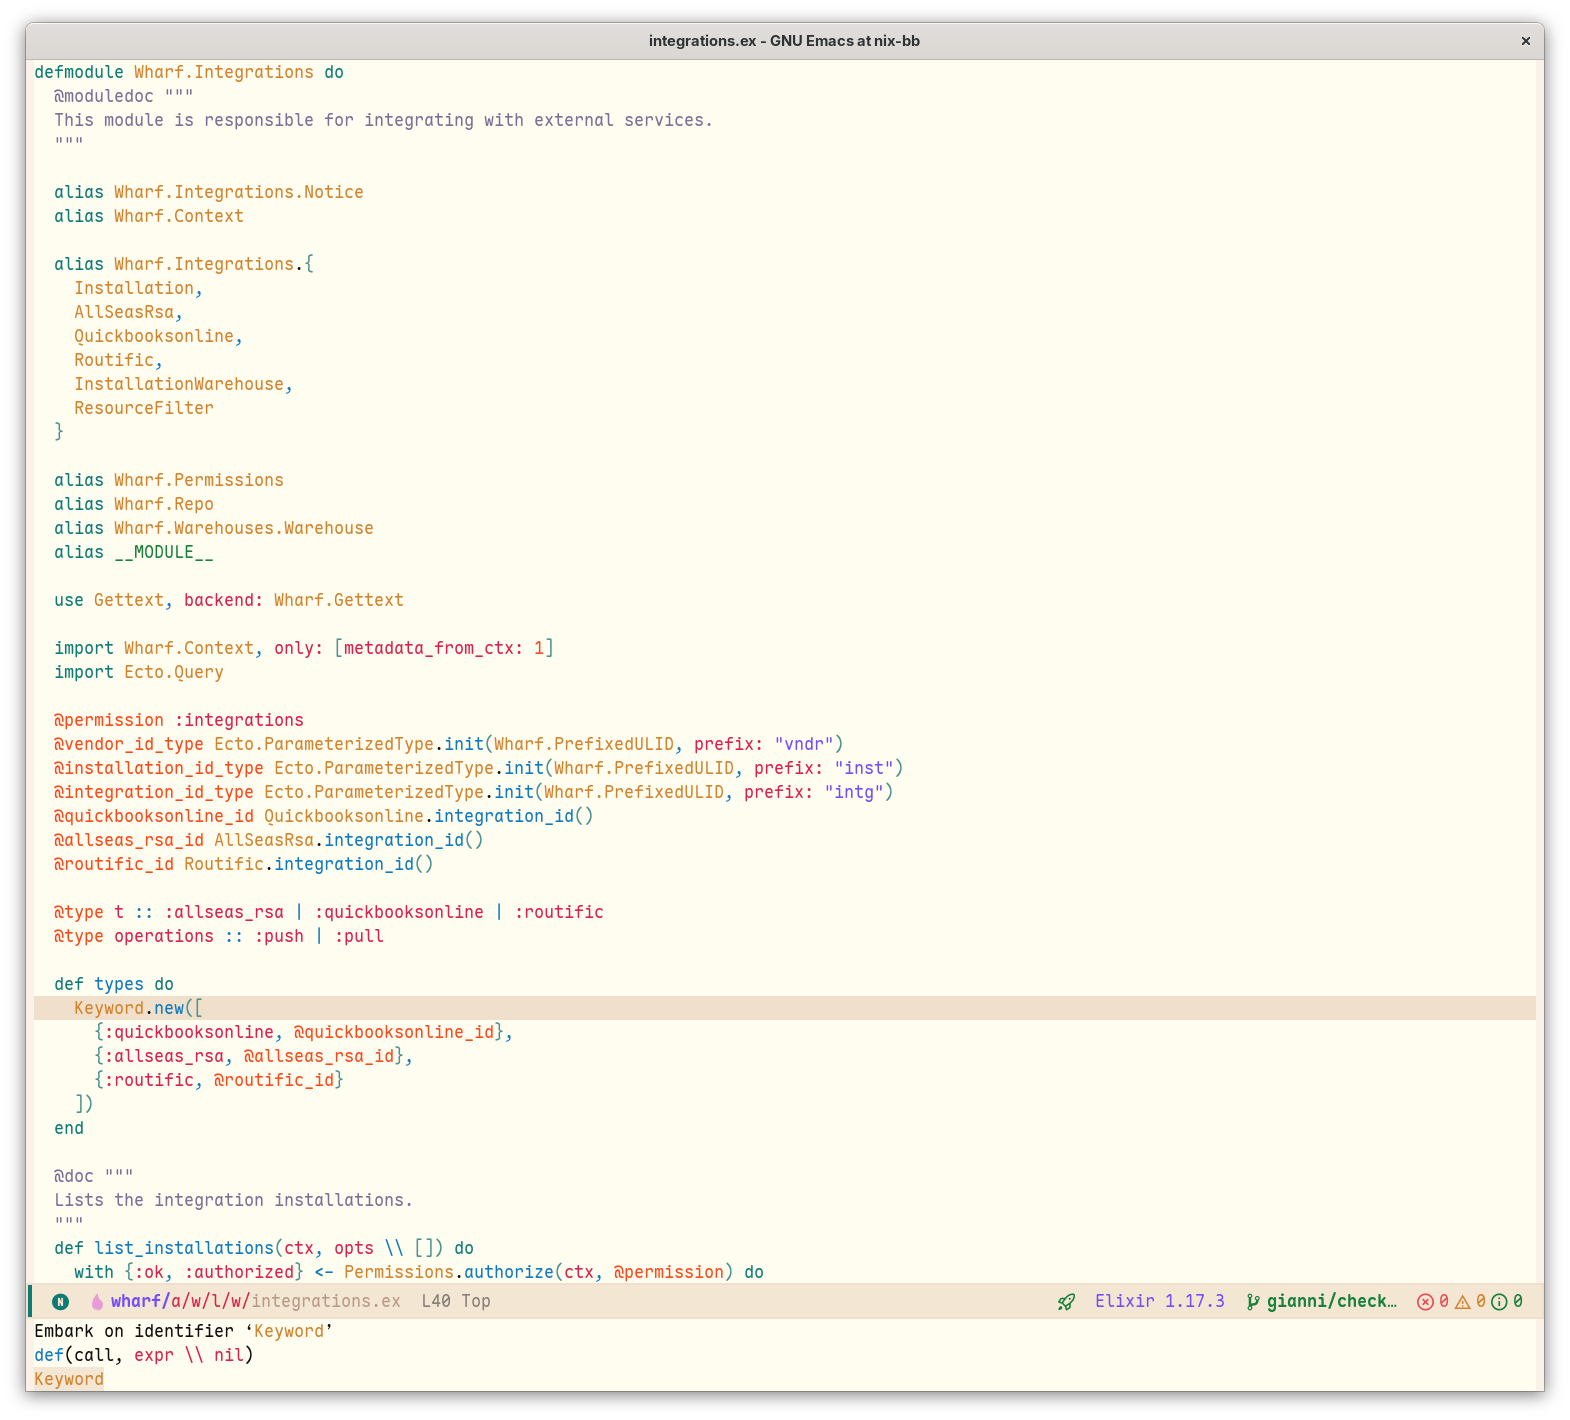 integrations.ex - GNU Emacs at nix-bb ×
defmodule Wharf.Integrations do
  @moduledoc """
  This module is responsible for integrating with external services.
  """

  alias Wharf.Integrations.Notice
  alias Wharf.Context

  alias Wharf.Integrations.{
    Installation,
    AllSeasRsa,
    Quickbooksonline,
    Routific,
    InstallationWarehouse,
    ResourceFilter
  }

  alias Wharf.Permissions
  alias Wharf.Repo
  alias Wharf.Warehouses.Warehouse
  alias __MODULE__

  use Gettext, backend: Wharf.Gettext

  import Wharf.Context, only: [metadata_from_ctx: 1]
  import Ecto.Query

  @permission :integrations
  @vendor_id_type Ecto.ParameterizedType.init(Wharf.PrefixedULID, prefix: "vndr")
  @installation_id_type Ecto.ParameterizedType.init(Wharf.PrefixedULID, prefix: "inst")
  @integration_id_type Ecto.ParameterizedType.init(Wharf.PrefixedULID, prefix: "intg")
  @quickbooksonline_id Quickbooksonline.integration_id()
  @allseas_rsa_id AllSeasRsa.integration_id()
  @routific_id Routific.integration_id()

  @type t :: :allseas_rsa | :quickbooksonline | :routific
  @type operations :: :push | :pull

  def types do
    Keyword.new([
      {:quickbooksonline, @quickbooksonline_id},
      {:allseas_rsa, @allseas_rsa_id},
      {:routific, @routific_id}
    ])
  end

  @doc """
  Lists the integration installations.
  """
  def list_installations(ctx, opts \\ []) do
    with {:ok, :authorized} <- Permissions.authorize(ctx, @permission) do
N wharf/a/w/l/w/integrations.ex L40 Top Elixir 1.17.3 gianni/check… 0 0 0
Embark on identifier ‘Keyword’
def(call, expr \\ nil)
Keyword